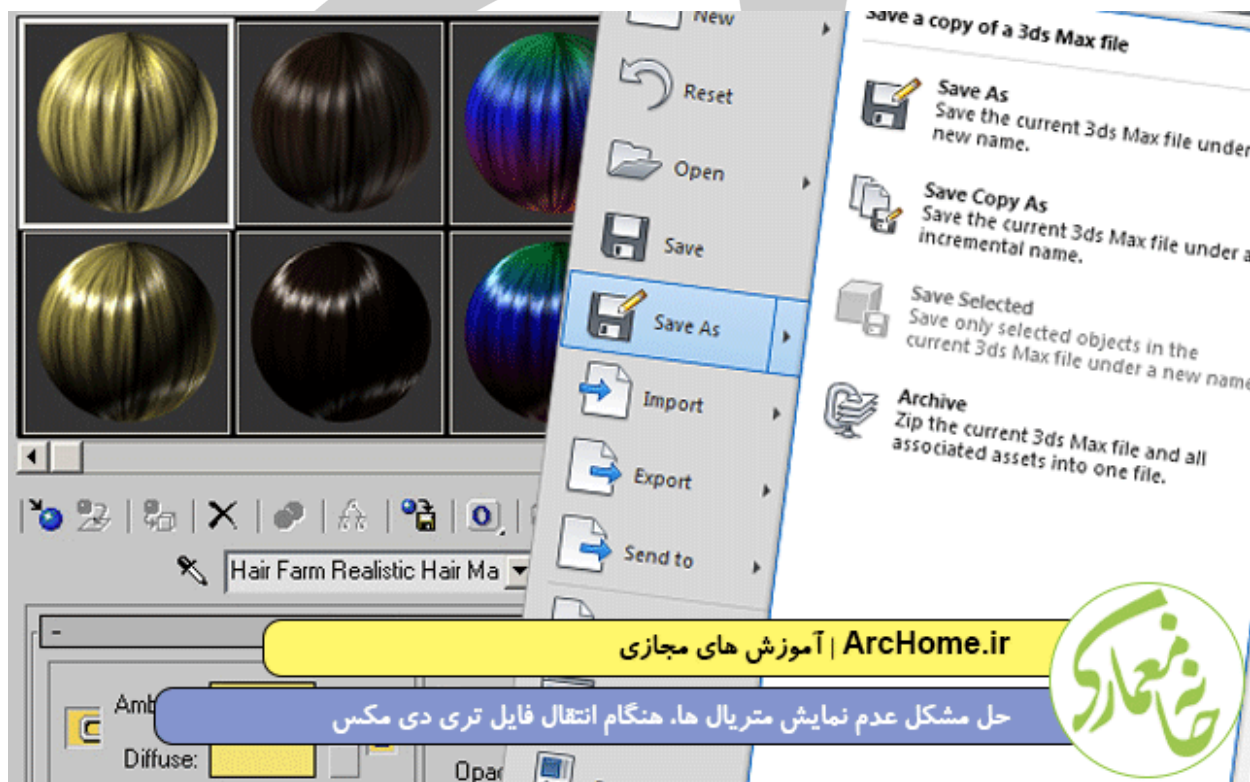 New
Reset
Open
Save
Save As
Import
Export
Send to
Save a copy of a 3ds Max file
Save As
Save the current 3ds Max file under
new name.
Save Copy As
Save the current 3ds Max file under a
incremental name.
Save Selected
Save only selected objects in the
current 3ds Max file under a new name
Archive
Zip the current 3ds Max file and all
associated assets into one file.
Hair Farm Realistic Hair Ma
Amb
Diffuse:
Opac
ArcHome.ir | آموزش های مجازی
حل مشکل عدم نمایش متریال ها، هنگام انتقال فایل تری دی مکس
خانه معماری